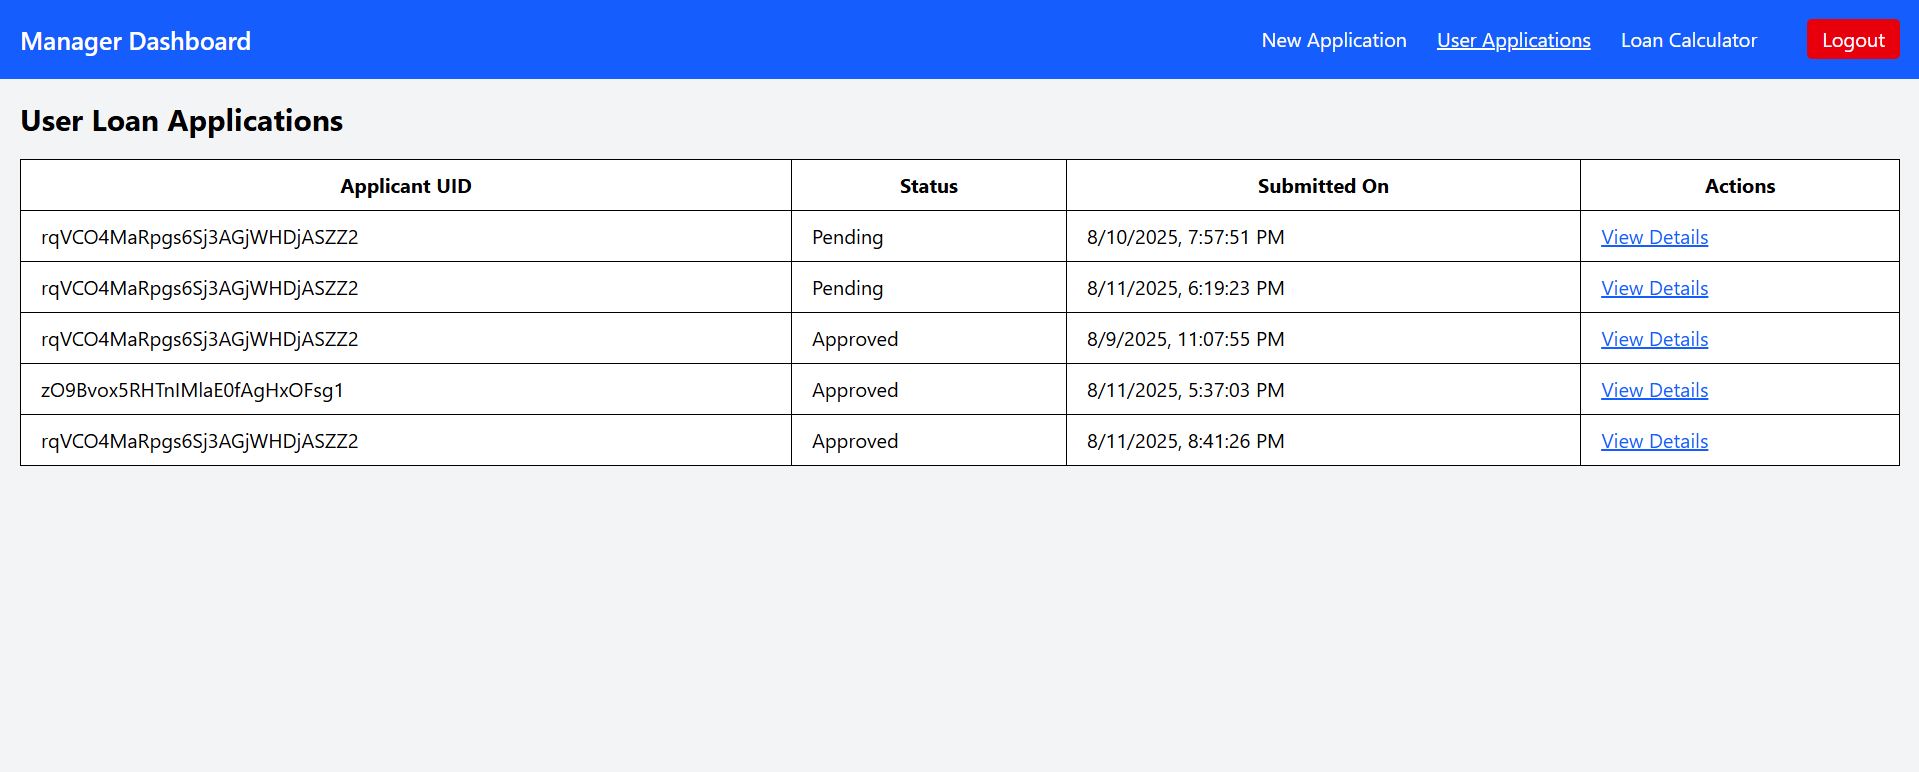 Manager Dashboard New Application User Applications Loan Calculator Logout
User Loan Applications
Applicant UID Status Submitted On Actions
rqVCO4MaRpgs6Sj3AGjWHDjASZZ2 Pending 8/10/2025, 7:57:51 PM View Details
rqVCO4MaRpgs6Sj3AGjWHDjASZZ2 Pending 8/11/2025, 6:19:23 PM View Details
rqVCO4MaRpgs6Sj3AGjWHDjASZZ2 Approved 8/9/2025, 11:07:55 PM View Details
zO9Bvox5RHTnIMlaE0fAgHxOFsg1 Approved 8/11/2025, 5:37:03 PM View Details
rqVCO4MaRpgs6Sj3AGjWHDjASZZ2 Approved 8/11/2025, 8:41:26 PM View Details